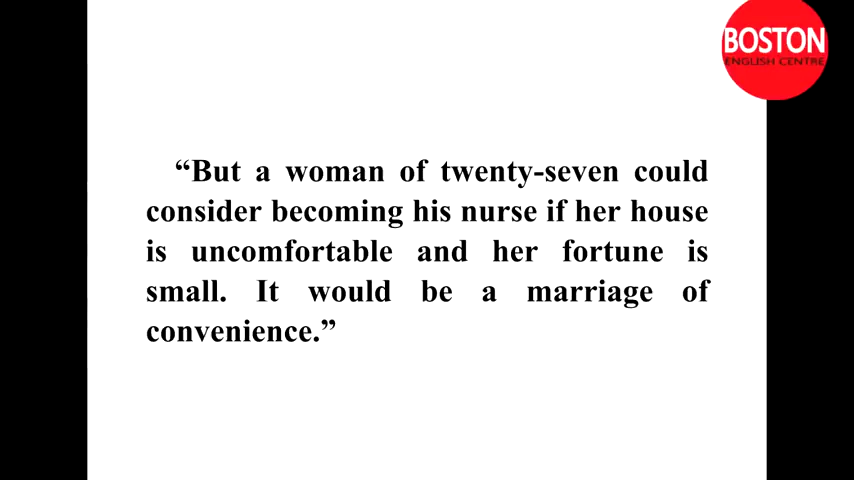 BOSTON
ENGLISH CENTRE
“But a woman of twenty-seven could
consider becoming his nurse if her house
is uncomfortable and her fortune is
small. It would be a marriage of
convenience.”